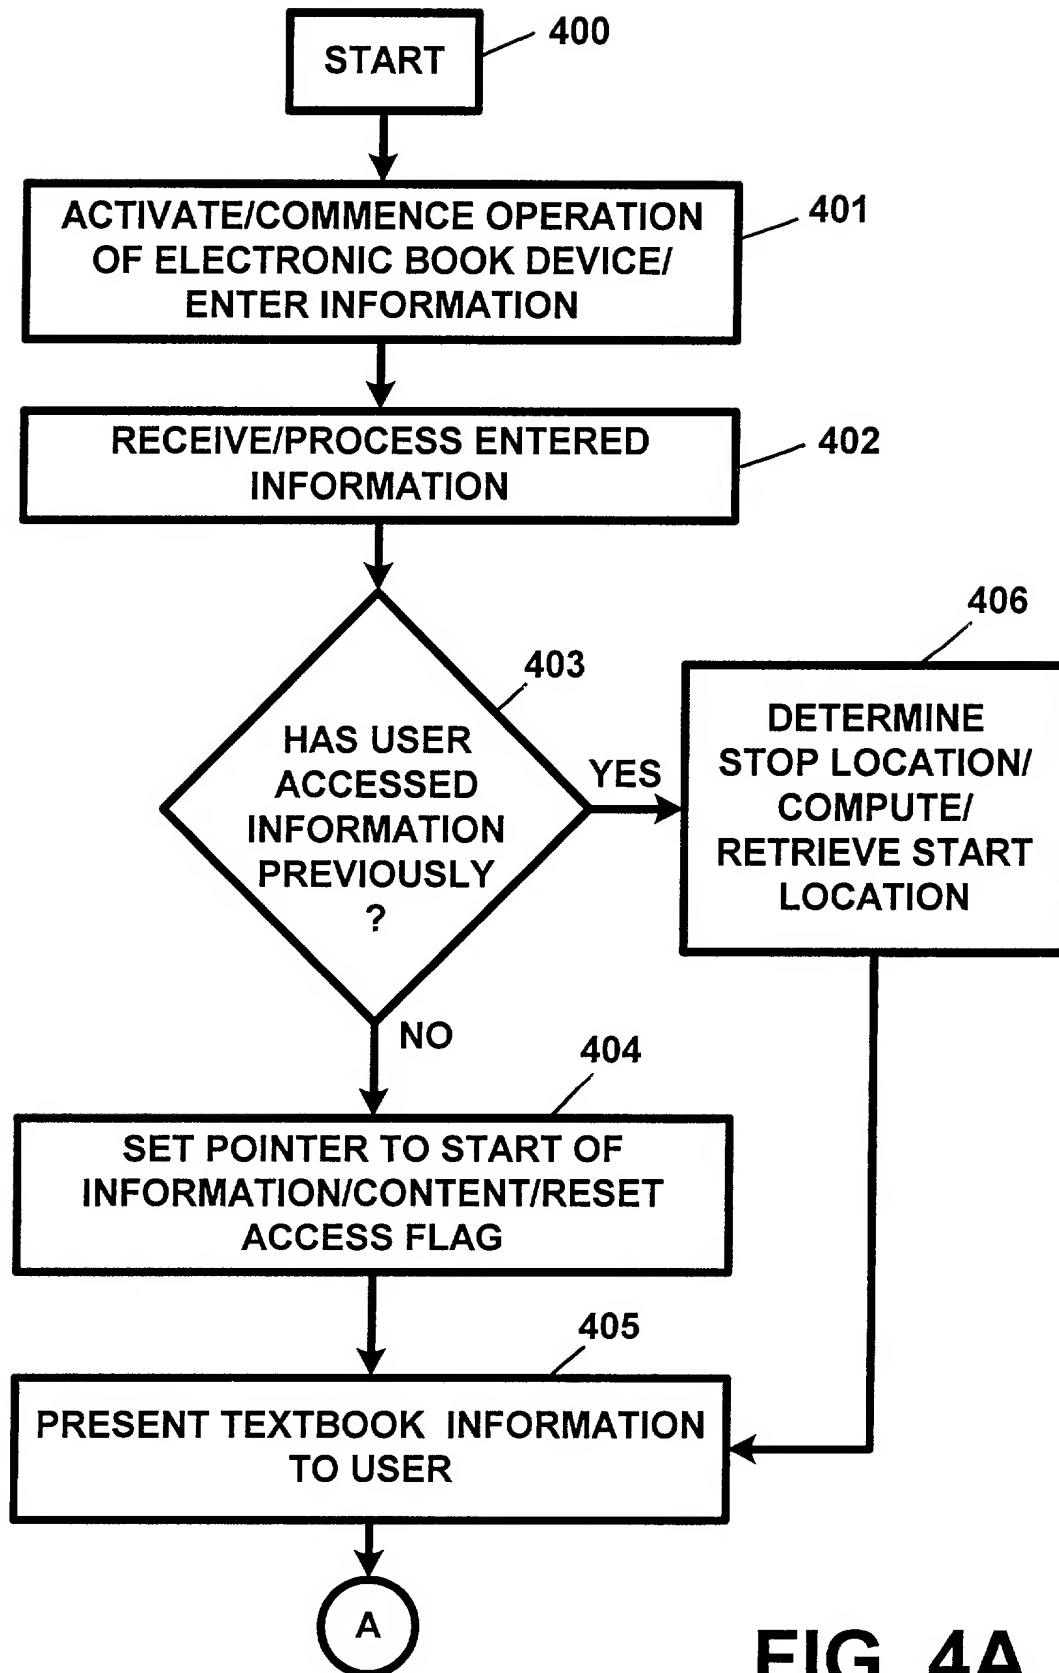 START
400
ACTIVATE/COMMENCE OPERATION
OF ELECTRONIC BOOK DEVICE/
ENTER INFORMATION
401
RECEIVE/PROCESS ENTERED
INFORMATION
402
403
HAS USER
ACCESSED
INFORMATION
PREVIOUSLY
?
YES
406
DETERMINE
STOP LOCATION/
COMPUTE/
RETRIEVE START
LOCATION
NO
404
SET POINTER TO START OF
INFORMATION/CONTENT/RESET
ACCESS FLAG
405
PRESENT TEXTBOOK INFORMATION
TO USER
A
FIG. 4A